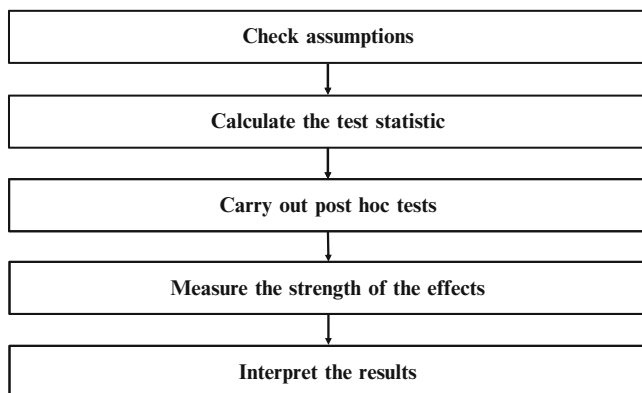 Check assumptions
Calculate the test statistic
Carry out post hoc tests
Measure the strength of the effects
Interpret the results